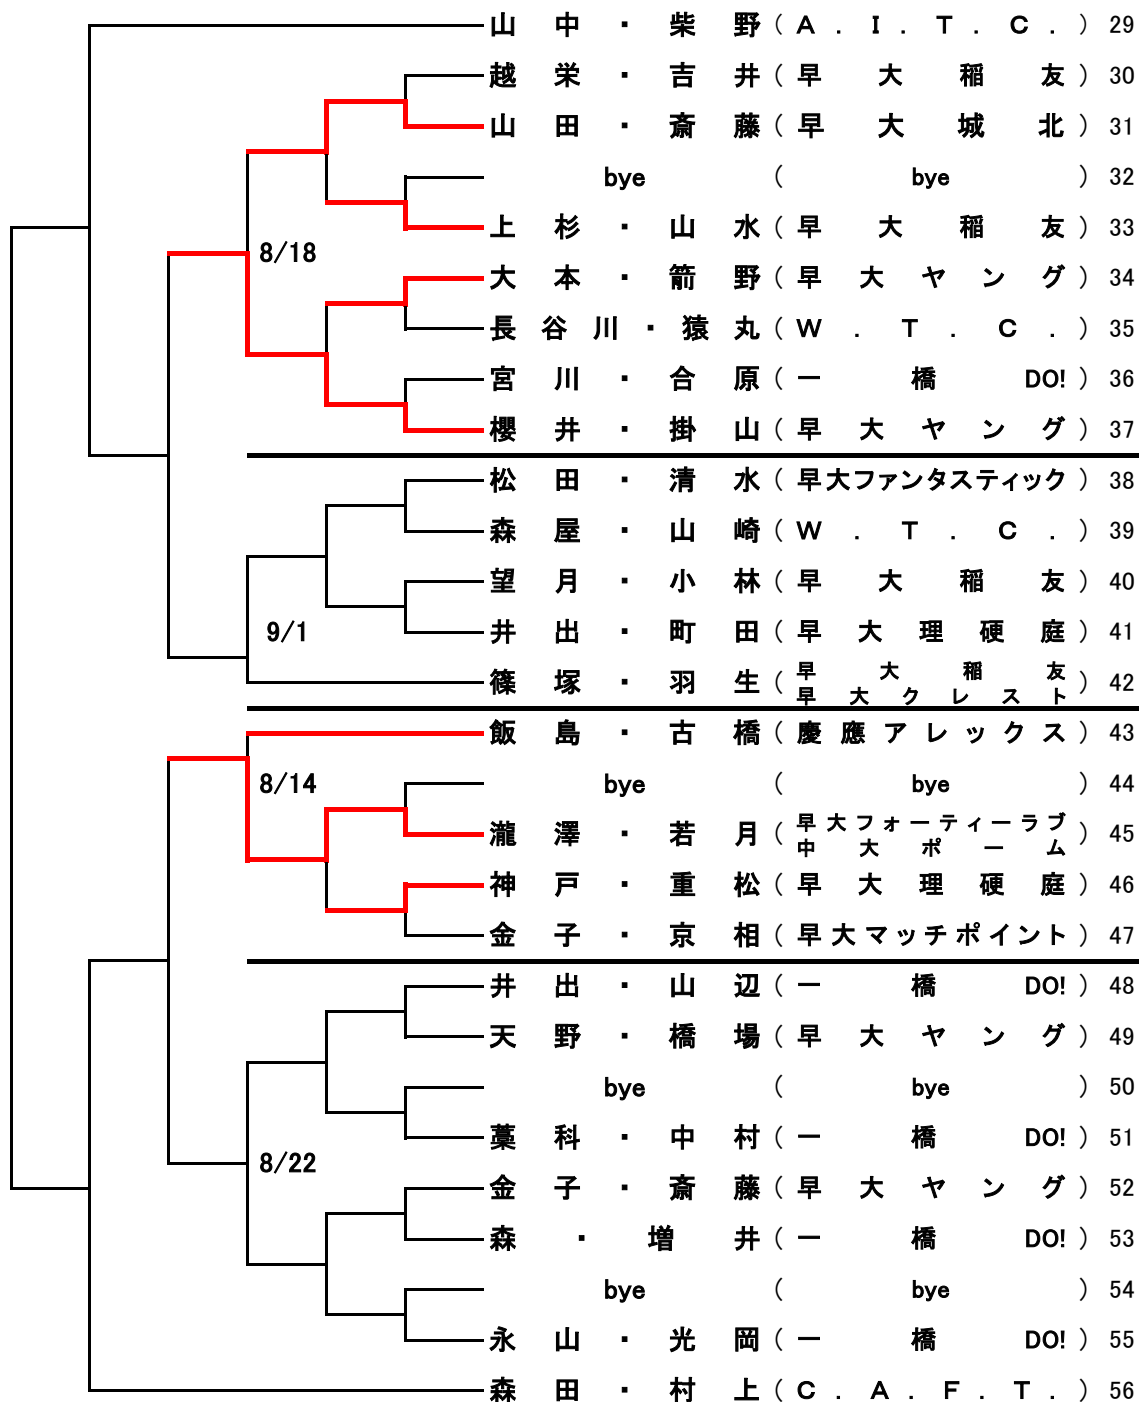 山中・柴野(A.I.T.C.) 29
越栄・吉井(早大稲友) 30
山田・斎藤(早大城北) 31
bye(bye) 32
上杉・山水(早大稲友) 33
8/18
大本・箭野(早大ヤング) 34
長谷川・猿丸(W.T.C.) 35
宮川・合原(一橋DO!) 36
櫻井・掛山(早大ヤング) 37
松田・清水(早大ファンタスティック) 38
森屋・山崎(W.T.C.) 39
望月・小林(早大稲友) 40
9/1
井出・町田(早大理硬庭) 41
篠塚・羽生(早大稲友
早大クレスト) 42
飯島・古橋(慶應アレックス) 43
8/14
bye(bye) 44
瀧澤・若月(早大フォーティーラブ
中大ポーム) 45
神戸・重松(早大理硬庭) 46
金子・京相(早大マッチポイント) 47
井出・山辺(一橋DO!) 48
天野・橋場(早大ヤング) 49
bye(bye) 50
藁科・中村(一橋DO!) 51
8/22
金子・斎藤(早大ヤング) 52
森・増井(一橋DO!) 53
bye(bye) 54
永山・光岡(一橋DO!) 55
森田・村上(C.A.F.T.) 56